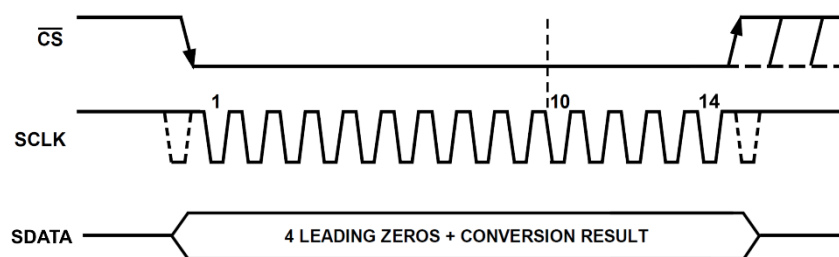 CS
1
10
14
SCLK
SDATA
4 LEADING ZEROS + CONVERSION RESULT